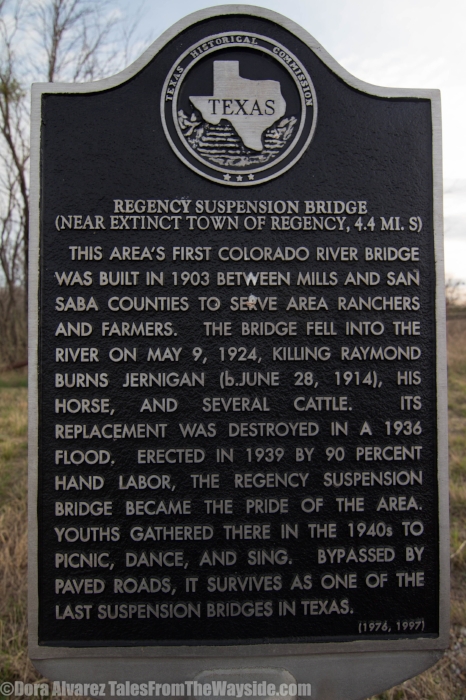 TEXAS HISTORICAL COMMISSION
TEXAS
REGENCY SUSPENSION BRIDGE
(NEAR EXTINCT TOWN OF REGENCY, 4.4 MI. S)
THIS AREA'S FIRST COLORADO RIVER BRIDGE
WAS BUILT IN 1903 BETWEEN MILLS AND SAN
SABA COUNTIES TO SERVE AREA RANCHERS
AND FARMERS. THE BRIDGE FELL INTO THE
RIVER ON MAY 9, 1924, KILLING RAYMOND
BURNS JERNIGAN (b.JUNE 28, 1914), HIS
HORSE, AND SEVERAL CATTLE. ITS
REPLACEMENT WAS DESTROYED IN A 1936
FLOOD. ERECTED IN 1939 BY 90 PERCENT
HAND LABOR, THE REGENCY SUSPENSION
BRIDGE BECAME THE PRIDE OF THE AREA.
YOUTHS GATHERED THERE IN THE 1940s TO
PICNIC, DANCE, AND SING. BYPASSED BY
PAVED ROADS, IT SURVIVES AS ONE OF THE
LAST SUSPENSION BRIDGES IN TEXAS.
(1976, 1997)
©Dora Alvarez TalesFromTheWayside.com